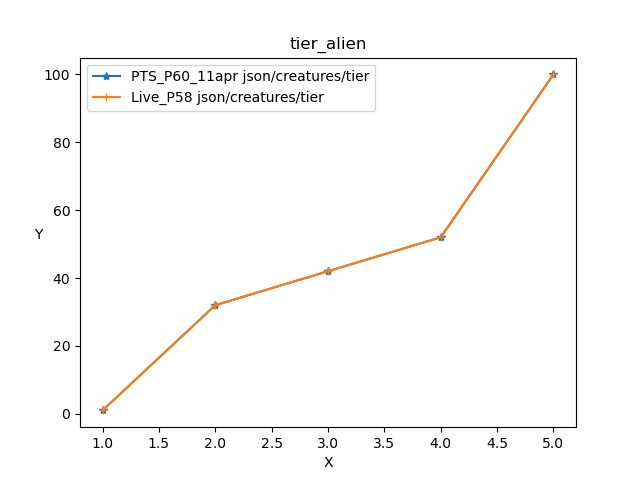 tier_alien
PTS_P60_11apr json/creatures/tier
Live_P58 json/creatures/tier
100
80
60
40
20
0
Y
1.0 1.5 2.0 2.5 3.0 3.5 4.0 4.5 5.0
X